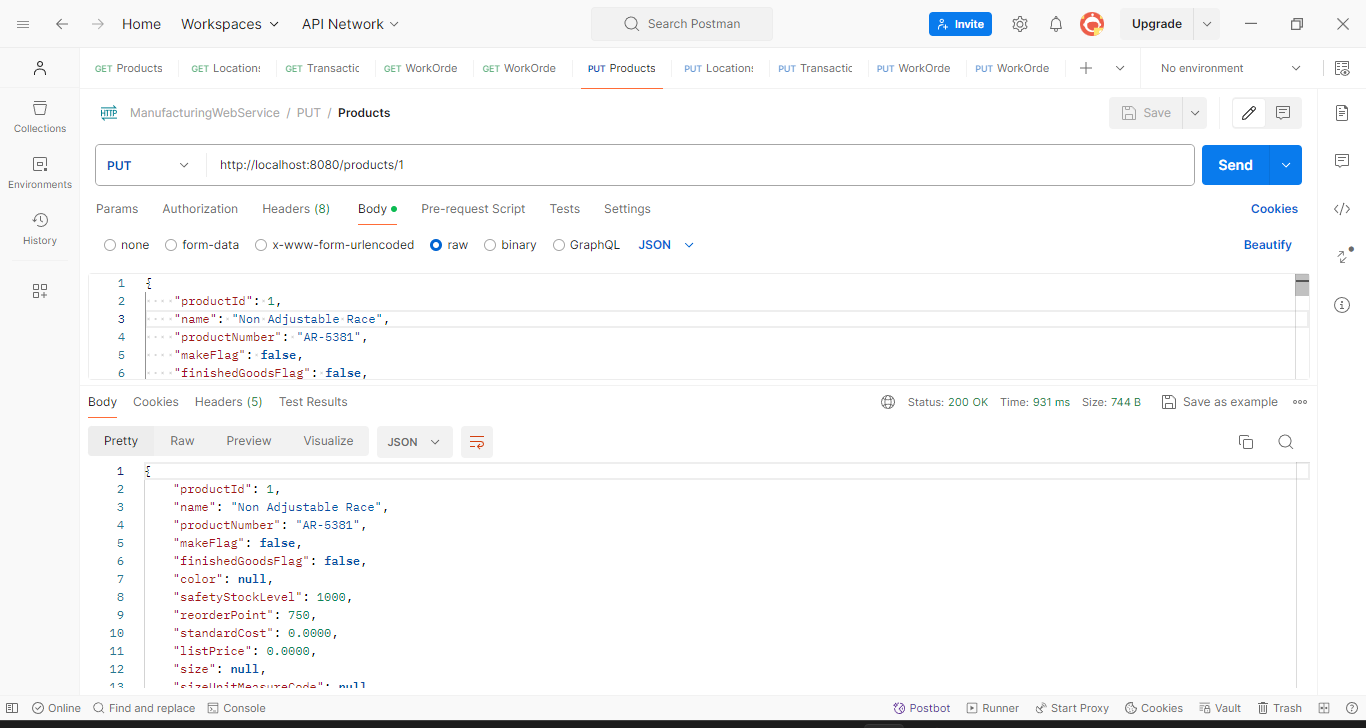 Home Workspaces API Network Search Postman Invite Upgrade
GET Products GET Locations GET Transactic GET WorkOrde GET WorkOrde PUT Products PUT Locations PUT Transactic PUT WorkOrde PUT WorkOrde No environment
HTTP ManufacturingWebService / PUT / Products Save
Collections
Environments
History
PUT http://localhost:8080/products/1 Send
Params Authorization Headers (8) Body Pre-request Script Tests Settings Cookies
none form-data x-www-form-urlencoded raw binary GraphQL JSON Beautify
1 {
2 "productId": 1,
3 "name": "Non Adjustable Race",
4 "productNumber": "AR-5381",
5 "makeFlag": false,
6 "finishedGoodsFlag": false,
Body Cookies Headers (5) Test Results Status: 200 OK Time: 931 ms Size: 744 B Save as example
Pretty Raw Preview Visualize JSON
1 {
2 "productId": 1,
3 "name": "Non Adjustable Race",
4 "productNumber": "AR-5381",
5 "makeFlag": false,
6 "finishedGoodsFlag": false,
7 "color": null,
8 "safetyStockLevel": 1000,
9 "reorderPoint": 750,
10 "standardCost": 0.0000,
11 "listPrice": 0.0000,
12 "size": null,
13 "sizeUnitMeasureCode": null
Online Find and replace Console Postbot Runner Start Proxy Cookies Vault Trash